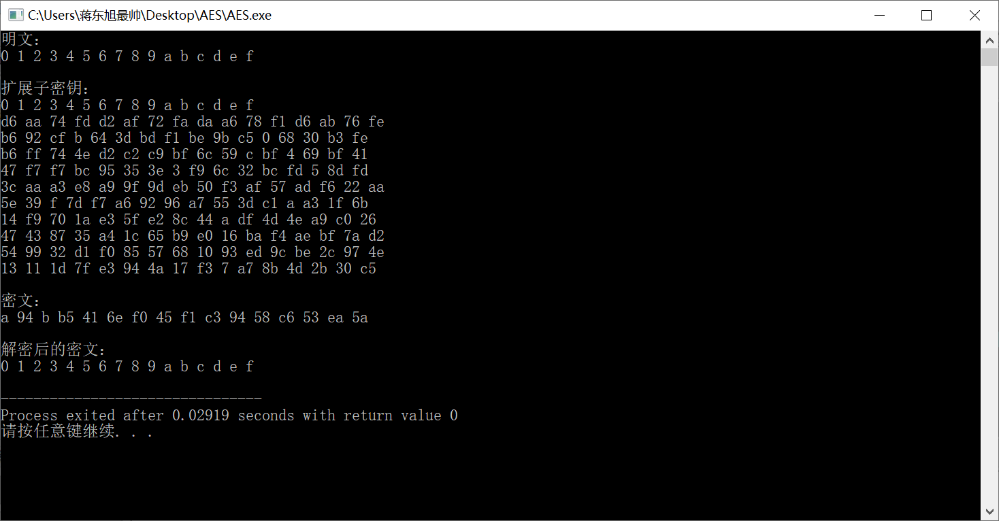 C:\Users\蒋东旭最帅\Desktop\AES\AES.exe
明文：
0 1 2 3 4 5 6 7 8 9 a b c d e f
扩展子密钥：
0 1 2 3 4 5 6 7 8 9 a b c d e f
d6 aa 74 fd d2 af 72 fa da a6 78 f1 d6 ab 76 fe
b6 92 cf b 64 3d bd f1 be 9b c5 0 68 30 b3 fe
b6 ff 74 4e d2 c2 c9 bf 6c 59 c bf 4 69 bf 41
47 f7 f7 bc 95 35 3e 3 f9 6c 32 bc fd 5 8d fd
3c aa a3 e8 a9 9f 9d eb 50 f3 af 57 ad f6 22 aa
5e 39 f 7d f7 a6 92 96 a7 55 3d c1 a a3 1f 6b
14 f9 70 1a e3 5f e2 8c 44 a df 4d 4e a9 c0 26
47 43 87 35 a4 1c 65 b9 e0 16 ba f4 ae bf 7a d2
54 99 32 d1 f0 85 57 68 10 93 ed 9c be 2c 97 4e
13 11 1d 7f e3 94 4a 17 f3 7 a7 8b 4d 2b 30 c5
密文：
a 94 b b5 41 6e f0 45 f1 c3 94 58 c6 53 ea 5a
解密后的密文：
0 1 2 3 4 5 6 7 8 9 a b c d e f
--------------------------------
Process exited after 0.02919 seconds with return value 0
请按任意键继续. . .